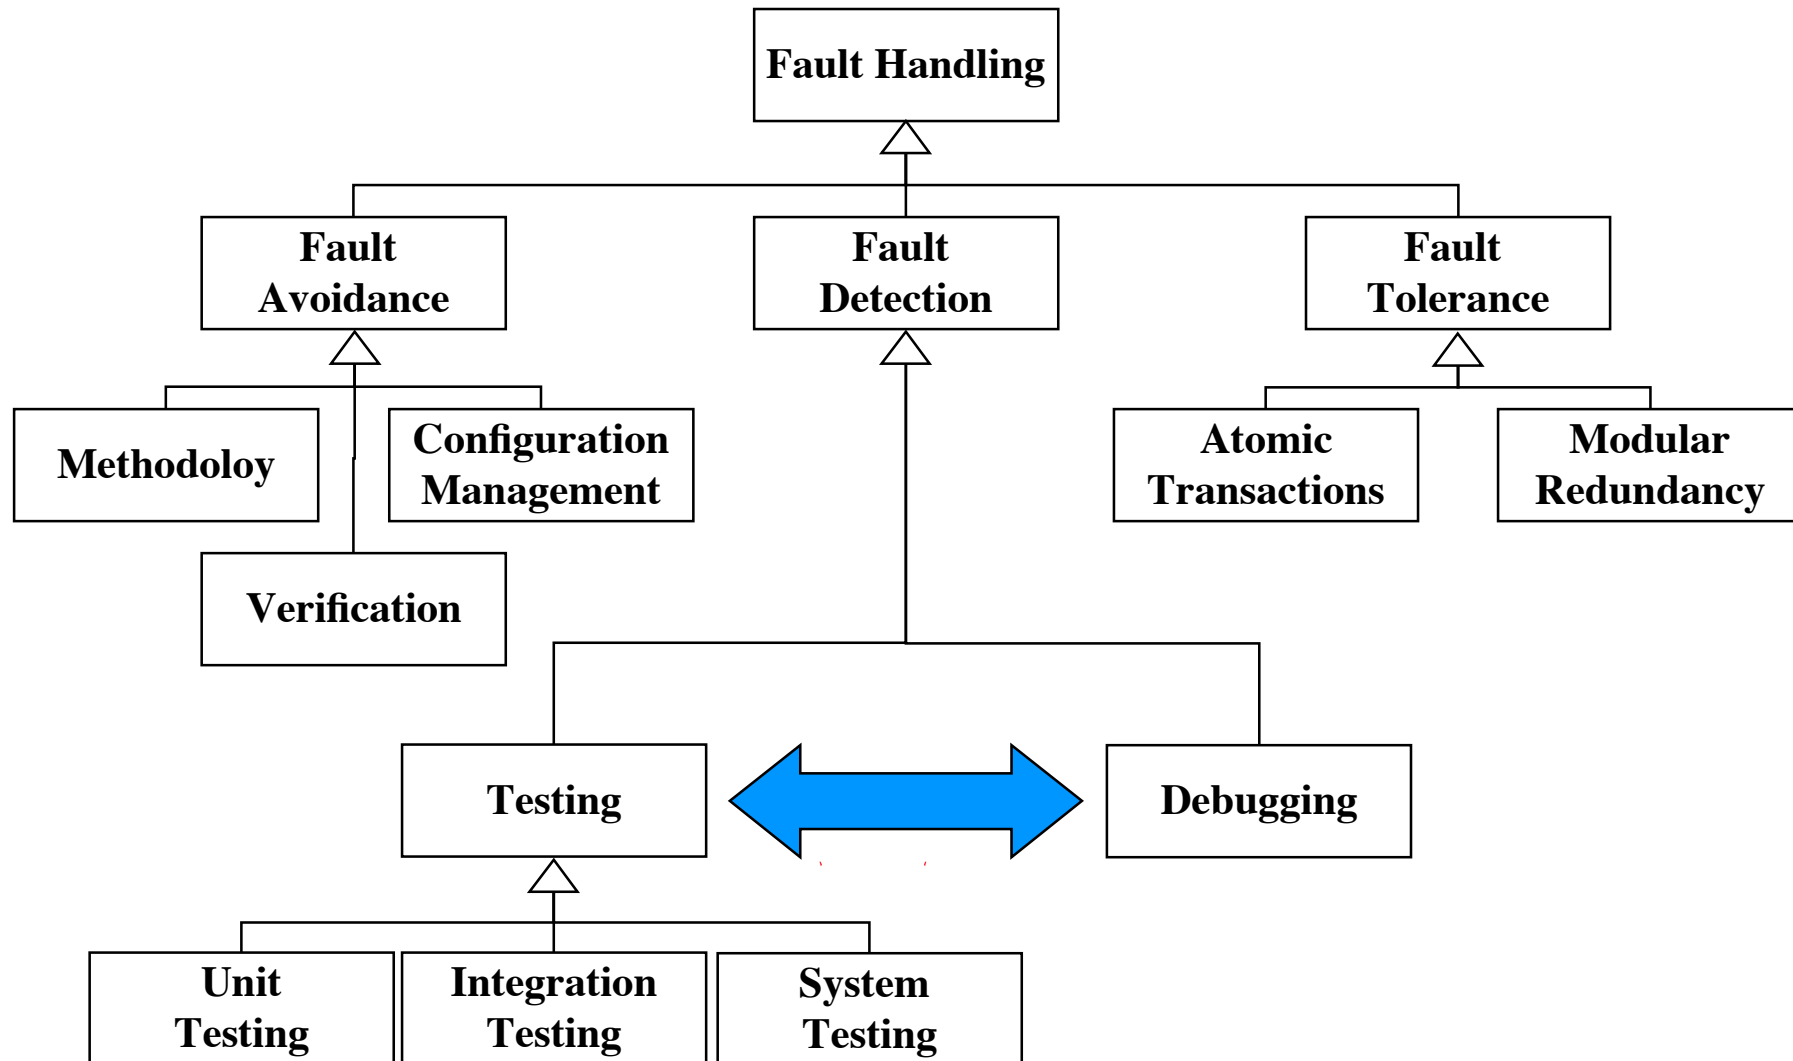 Fault Handling
Fault
Avoidance
Fault
Detection
Fault
Tolerance
Methodoloy
Configuration
Management
Atomic
Transactions
Modular
Redundancy
Verification
Testing
Debugging
Unit
Testing
Integration
Testing
System
Testing